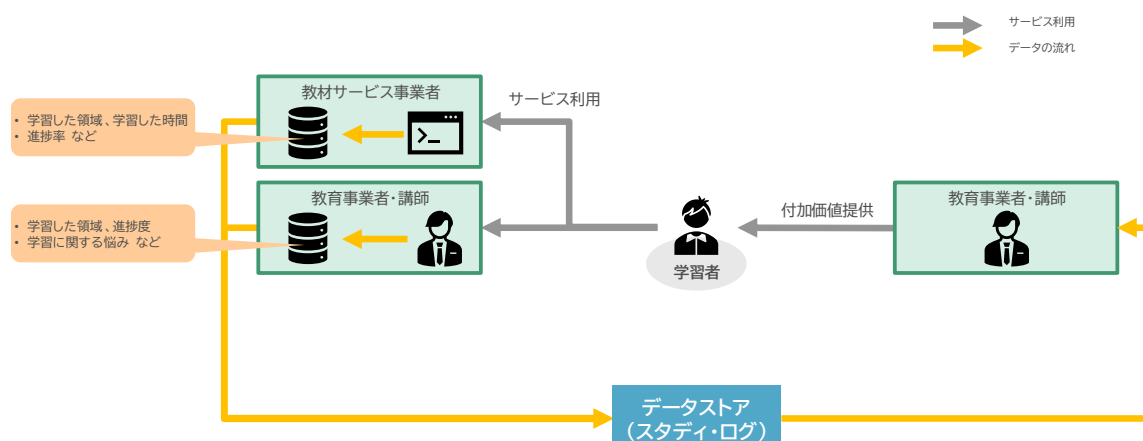 サービス利用
データの流れ
教材サービス事業者
サービス利用
・ 学習した領域、学習した時間
・ 進捗率 など
教育事業者・講師
教育事業者・講師
付加価値提供
・ 学習した領域、進捗度
・ 学習に関する悩み など
学習者
データストア
(スタディ・ログ)